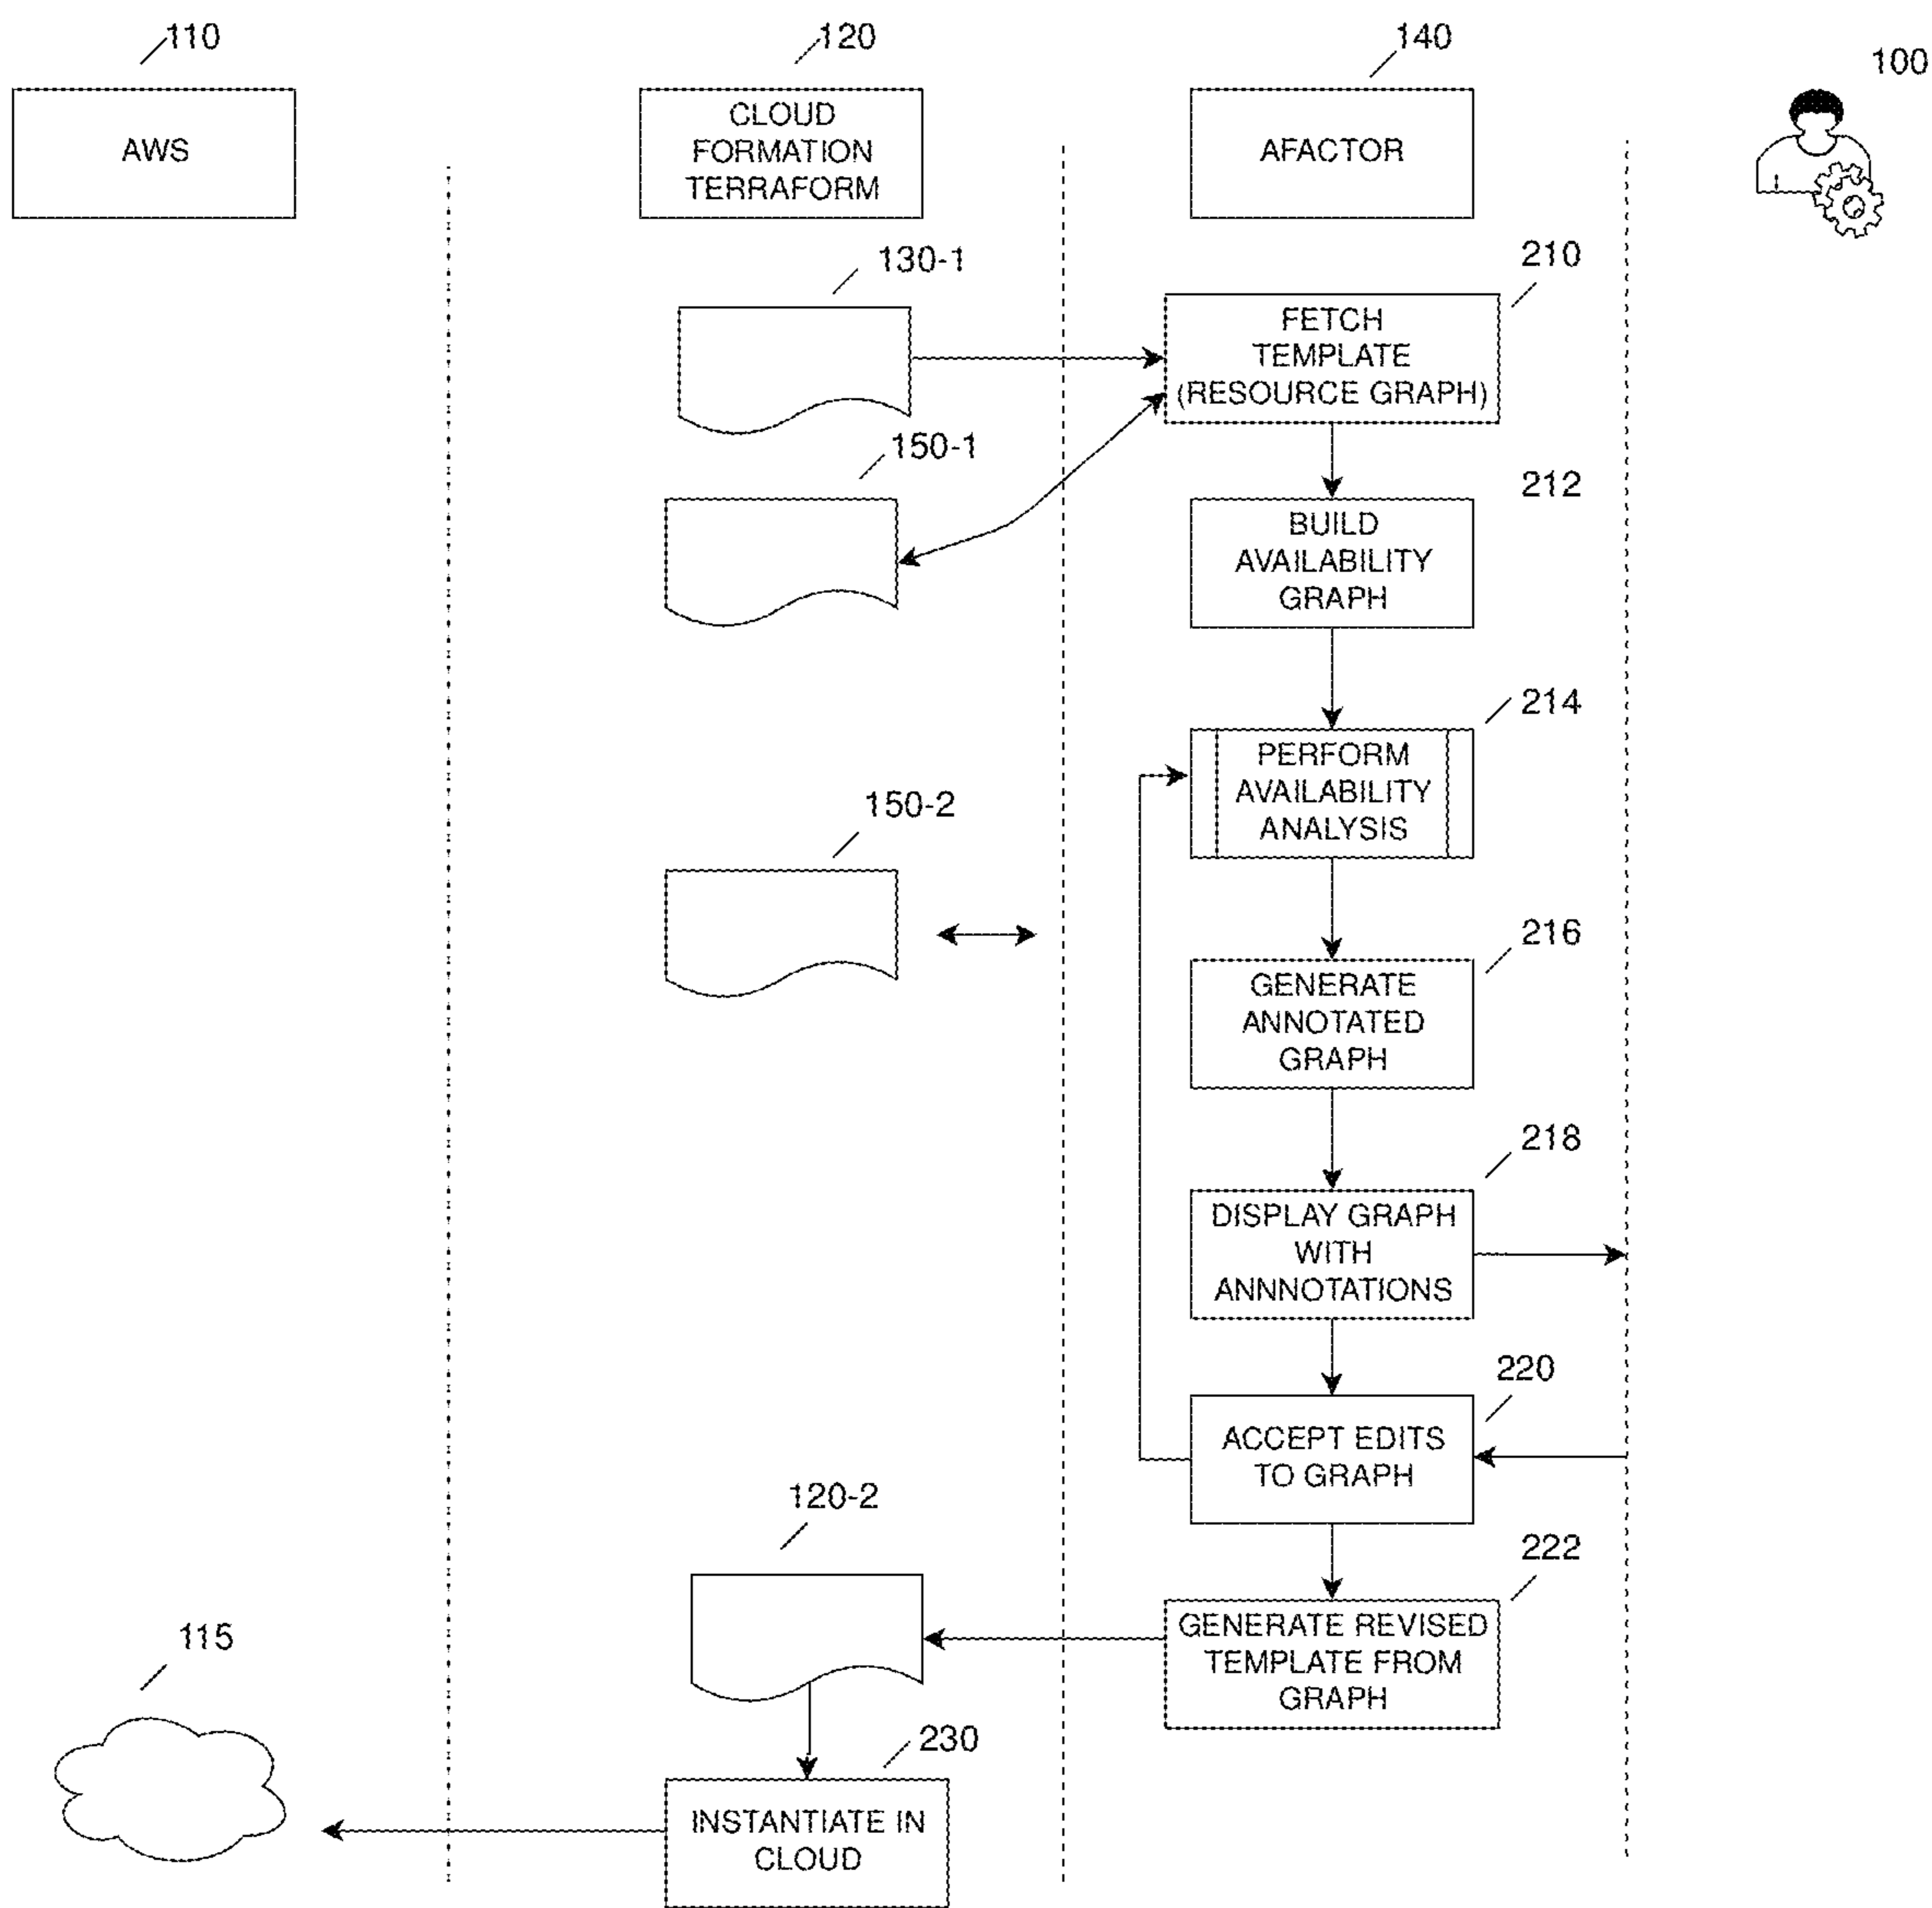 110
120
140
100
AWS
CLOUD
FORMATION
TERRAFORM
AFACTOR
130-1
210
FETCH
TEMPLATE
(RESOURCE GRAPH)
150-1
212
BUILD
AVAILABILITY
GRAPH
214
PERFORM
AVAILABILITY
ANALYSIS
150-2
216
GENERATE
ANNOTATED
GRAPH
218
DISPLAY GRAPH
WITH
ANNNOTATIONS
220
ACCEPT EDITS
TO GRAPH
120-2
222
GENERATE REVISED
TEMPLATE FROM
GRAPH
115
230
INSTANTIATE IN
CLOUD